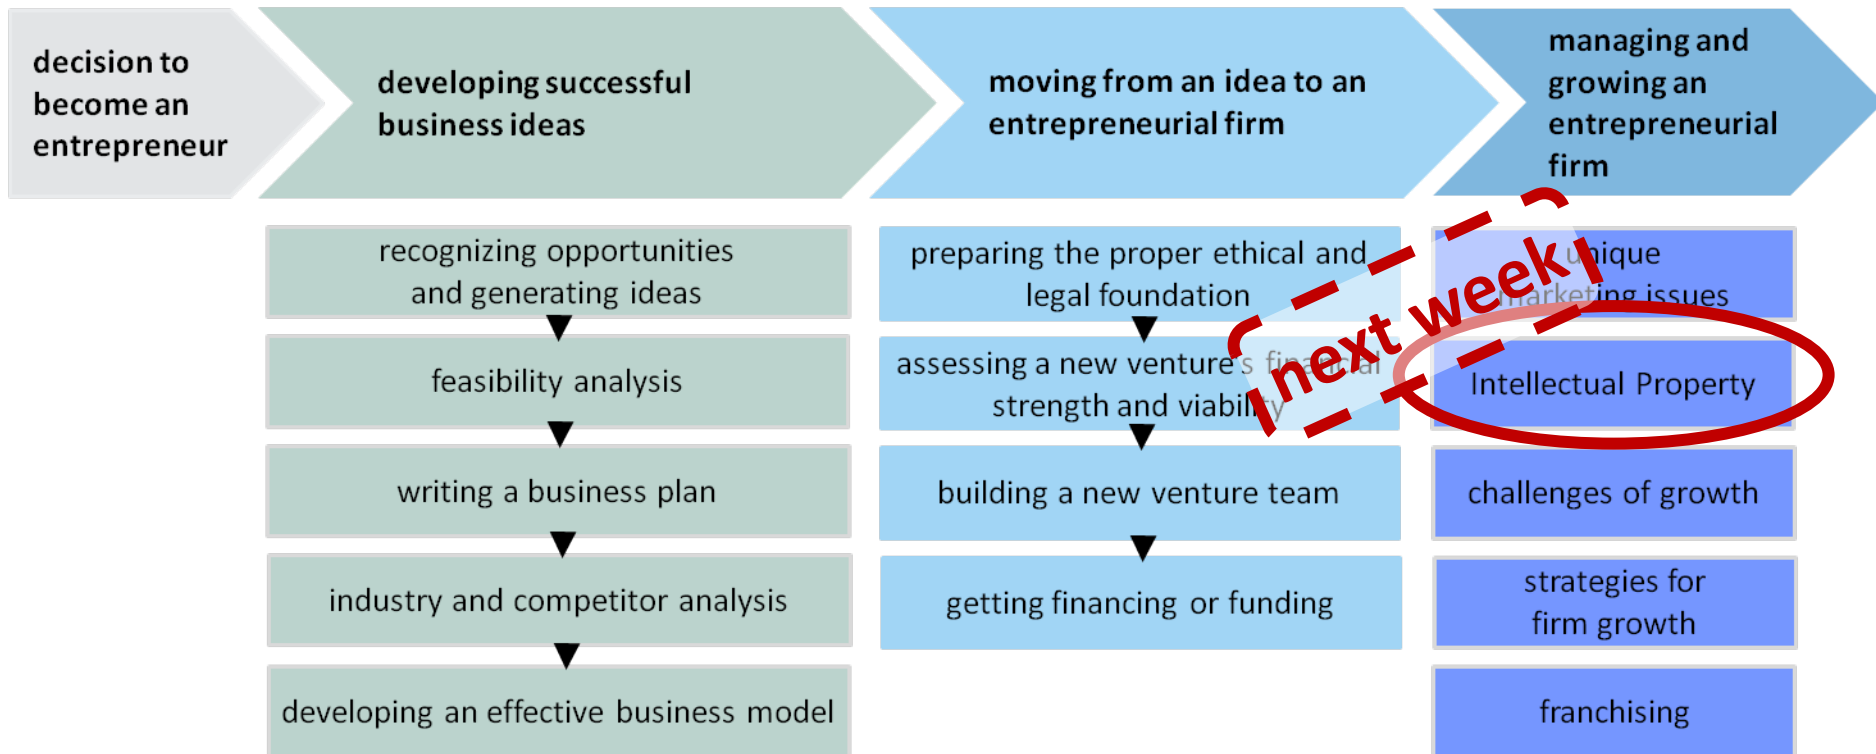 decision to
become an
entrepreneur
developing successful
business ideas
moving from an idea to an
entrepreneurial firm
managing and
growing an
entrepreneurial
firm
recognizing opportunities
and generating ideas
feasibility analysis
writing a business plan
industry and competitor analysis
developing an effective business model
preparing the proper ethical and
legal foundation
assessing a new venture's financial
strength and viability
building a new venture team
getting financing or funding
next week
unique
marketing issues
Intellectual Property
challenges of growth
strategies for
firm growth
franchising